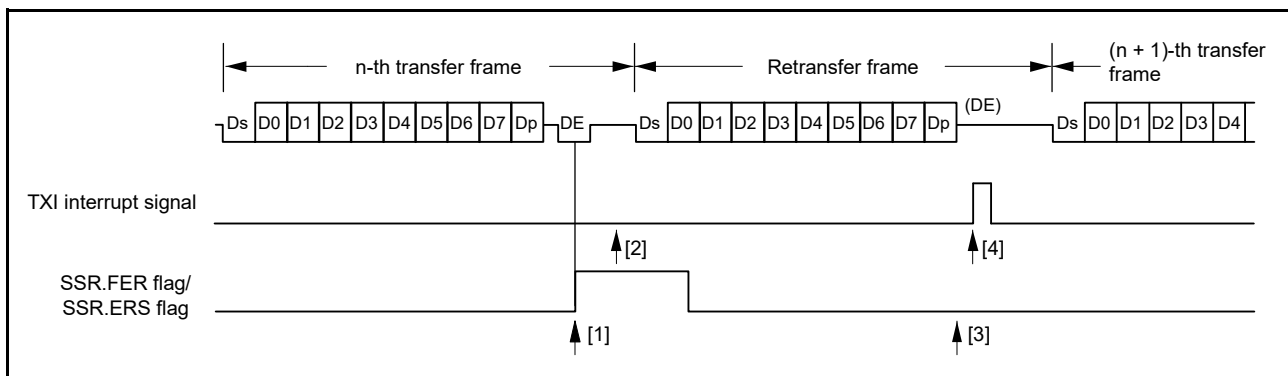 n-th transfer frame
Retransfer frame
(n + 1)-th transfer
frame
Ds D0 D1 D2 D3 D4 D5 D6 D7 Dp DE Ds D0 D1 D2 D3 D4 D5 D6 D7 Dp (DE) Ds D0 D1 D2 D3 D4
TXI interrupt signal
[2] [4]
SSR.FER flag/
SSR.ERS flag
[1] [3]